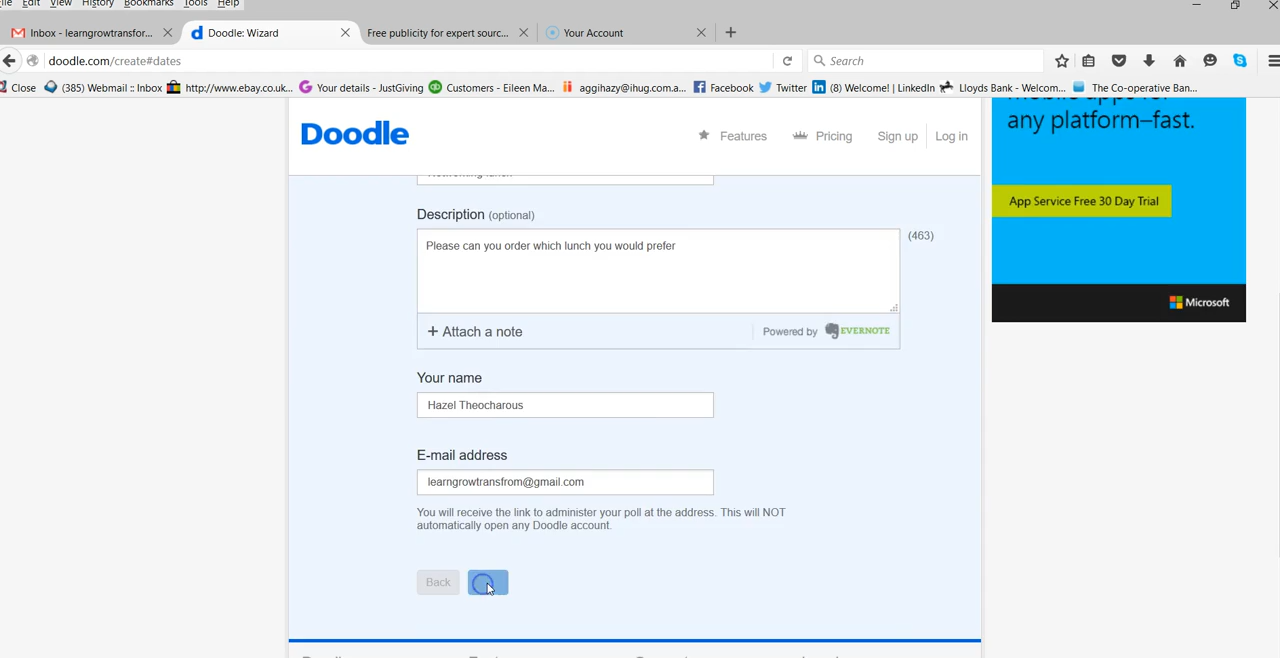 File Edit View History Bookmarks Tools Help
Inbox - learngrowtransfor... Doodle: Wizard Free publicity for expert sourc... Your Account
doodle.com/create#dates Search
Close (385) Webmail :: Inbox http://www.ebay.co.uk... Your details - JustGiving Customers - Eileen Ma... aggihazy@ihug.com.a... Facebook Twitter (8) Welcome! | LinkedIn Lloyds Bank - Welcom... The Co-operative Ban...
Doodle Features Pricing Sign up Log in
mobile apps for
any platform–fast.
App Service Free 30 Day Trial
Microsoft
Description (optional)
Please can you order which lunch you would prefer
(463)
+ Attach a note Powered by EVERNOTE
Your name
Hazel Theocharous
E-mail address
learngrowtransfrom@gmail.com
You will receive the link to administer your poll at the address. This will NOT
automatically open any Doodle account.
Back